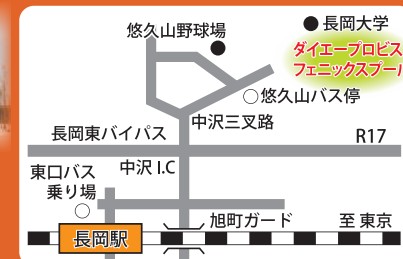 悠久山野球場
長岡大学
ダイエープロビス
フェニックスプール
悠久山バス停
中沢三叉路
長岡東バイパス
R17
東口バス
乗り場
中沢 I.C
旭町ガード
至 東京
長岡駅